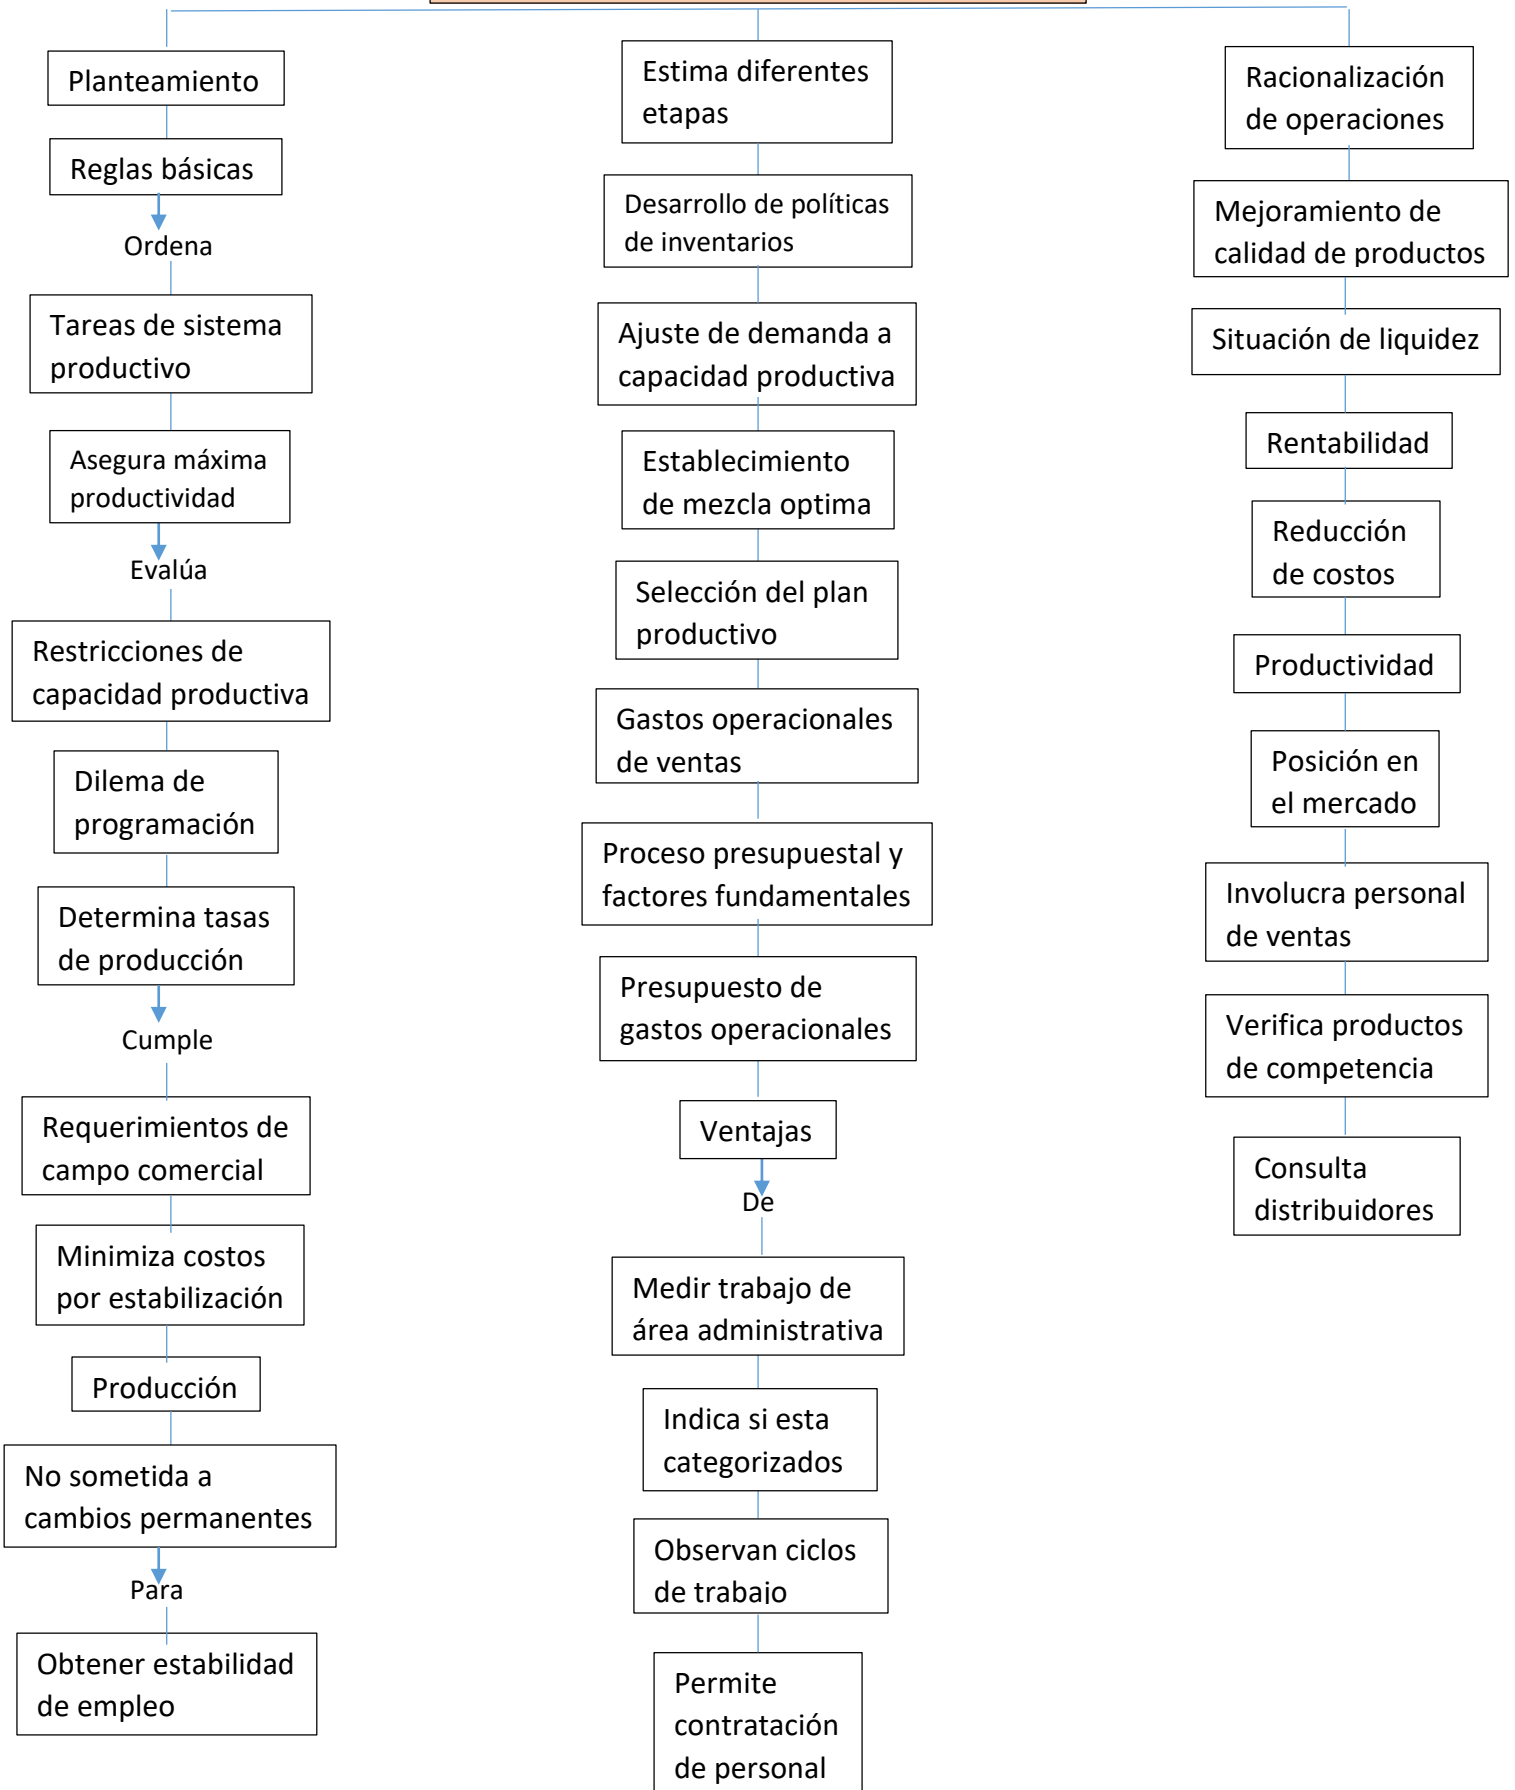 Planteamiento
Reglas básicas
Ordena
Tareas de sistema
productivo
Asegura máxima
productividad
Evalúa
Restricciones de
capacidad productiva
Dilema de
programación
Determina tasas
de producción
Cumple
Requerimientos de
campo comercial
Minimiza costos
por estabilización
Producción
No sometida a
cambios permanentes
Para
Obtener estabilidad
de empleo
Estima diferentes
etapas
Desarrollo de políticas
de inventarios
Ajuste de demanda a
capacidad productiva
Establecimiento
de mezcla optima
Selección del plan
productivo
Gastos operacionales
de ventas
Proceso presupuestal y
factores fundamentales
Presupuesto de
gastos operacionales
Ventajas
De
Medir trabajo de
área administrativa
Indica si esta
categorizados
Observan ciclos
de trabajo
Permite
contratación
de personal
Racionalización
de operaciones
Mejoramiento de
calidad de productos
Situación de liquidez
Rentabilidad
Reducción
de costos
Productividad
Posición en
el mercado
Involucra personal
de ventas
Verifica productos
de competencia
Consulta
distribuidores